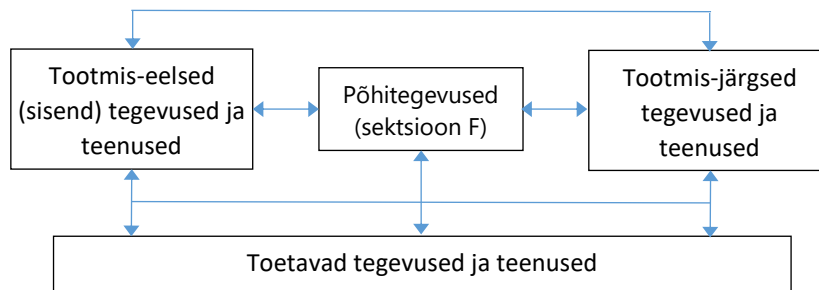 Tootmis-eelsed
(sisend) tegevused ja
teenused
Põhitegevused
(sektsioon F)
Tootmis-järgsed
tegevused ja
teenused
Toetavad tegevused ja teenused